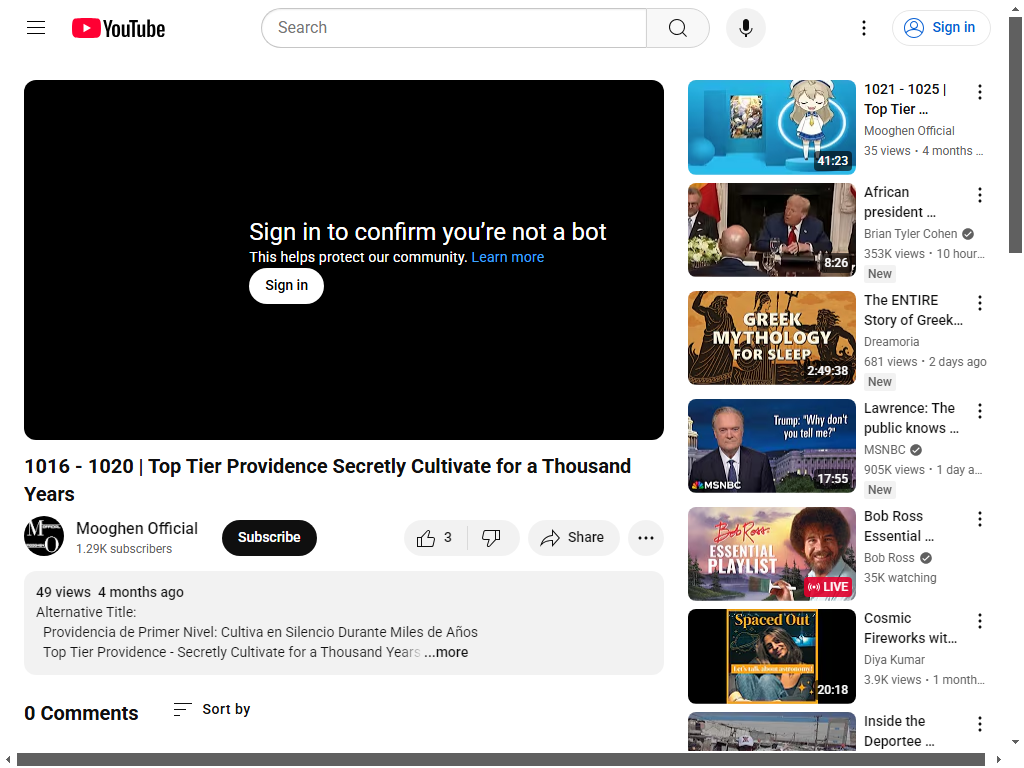 YouTube
Search
Sign in
Sign in to confirm you're not a bot
This helps protect our community. Learn more
Sign in
1016 - 1020 | Top Tier Providence Secretly Cultivate for a Thousand
Years
Mooghen Official
1.29K subscribers
Subscribe
3
Share
49 views 4 months ago
Alternative Title:
Providencia de Primer Nivel: Cultiva en Silencio Durante Miles de Años
Top Tier Providence - Secretly Cultivate for a Thousand Years ...more
0 Comments
Sort by
41:23
1021 - 1025 |
Top Tier ...
Mooghen Official
35 views • 4 months ...
8:26
African
president ...
Brian Tyler Cohen
353K views • 10 hour...
New
GREEK
MYTHOLOGY
FOR SLEEP
2:49:38
The ENTIRE
Story of Greek...
Dreamoria
681 views • 2 days ago
New
Trump: "Why don't
you tell me?"
MSNBC
17:55
Lawrence: The
public knows ...
MSNBC
905K views • 1 day a...
New
Bob Ross
ESSENTIAL
PLAYLIST
LIVE
Bob Ross
Essential ...
Bob Ross
35K watching
Spaced Out
Let's talk about astronomy!
20:18
Cosmic
Fireworks wit...
Diya Kumar
3.9K views • 1 month...
Inside the
Deportee ...